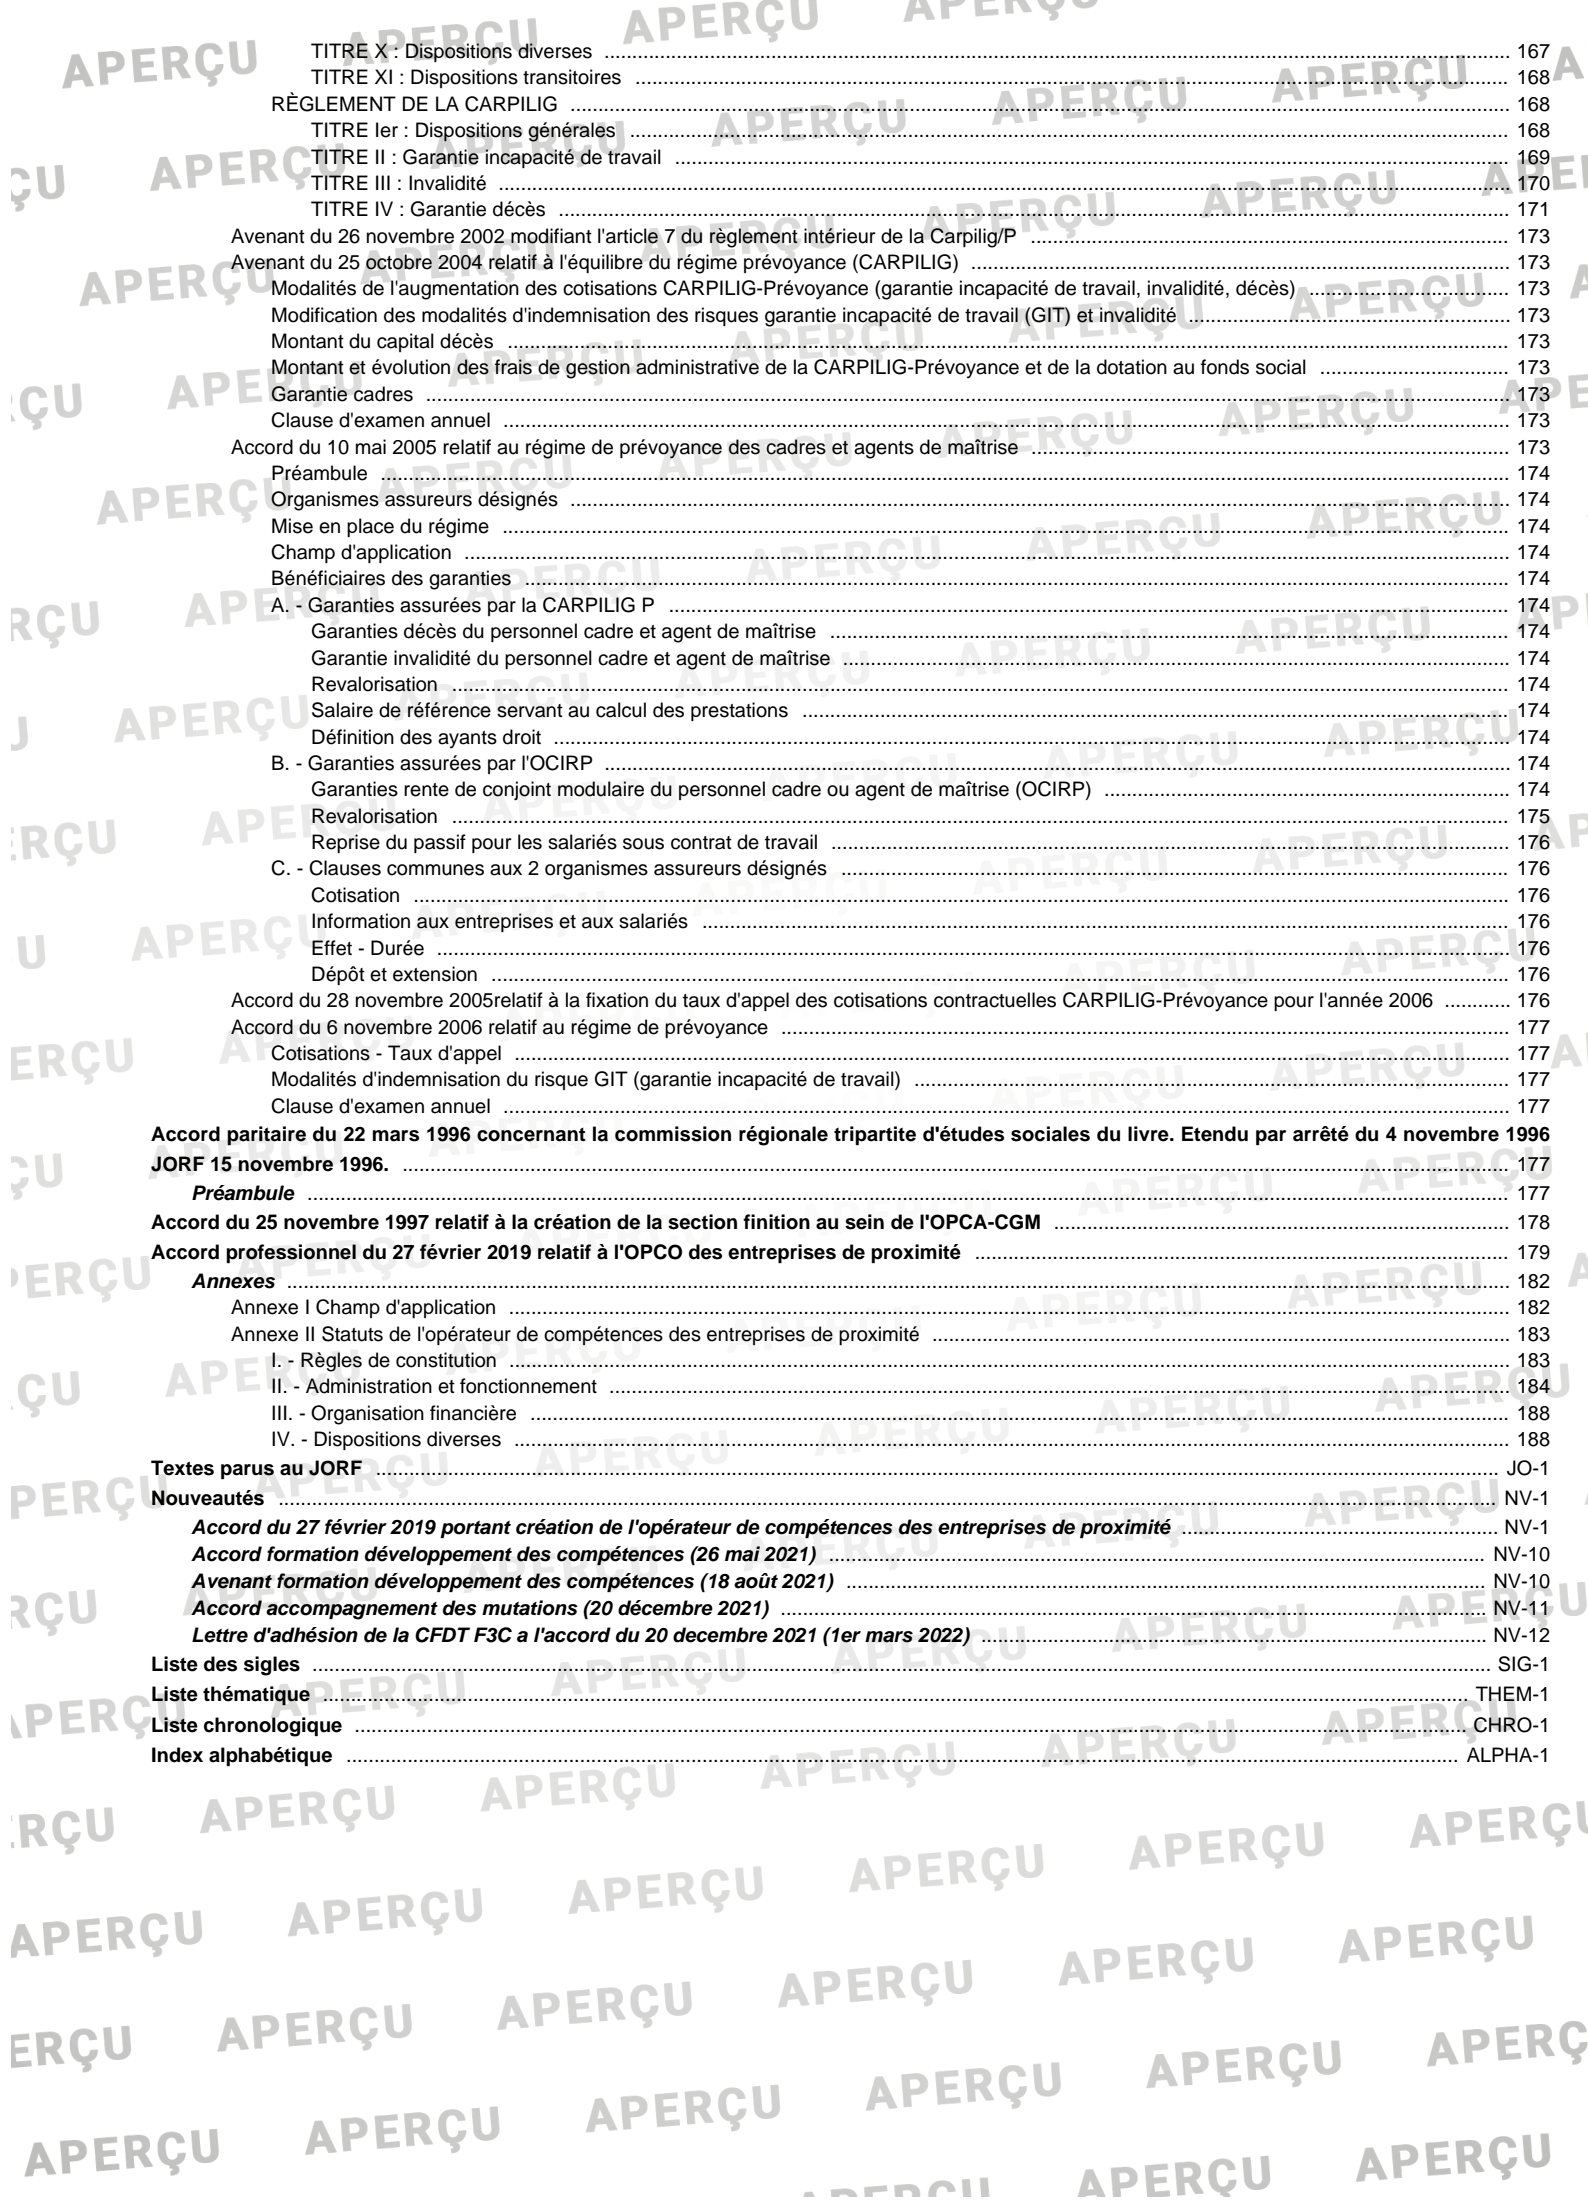 TITRE X : Dispositions diverses ... 167
TITRE XI : Dispositions transitoires ... 168
RÈGLEMENT DE LA CARPILIG ... 168
TITRE Ier : Dispositions générales ... 168
TITRE II : Garantie incapacité de travail ... 169
TITRE III : Invalidité ... 170
TITRE IV : Garantie décès ... 171
Avenant du 26 novembre 2002 modifiant l'article 7 du règlement intérieur de la Carpilig/P ... 173
Avenant du 25 octobre 2004 relatif à l'équilibre du régime prévoyance (CARPILIG) ... 173
Modalités de l'augmentation des cotisations CARPILIG-Prévoyance (garantie incapacité de travail, invalidité, décès) ... 173
Modification des modalités d'indemnisation des risques garantie incapacité de travail (GIT) et invalidité ... 173
Montant du capital décès ... 173
Montant et évolution des frais de gestion administrative de la CARPILIG-Prévoyance et de la dotation au fonds social ... 173
Garantie cadres ... 173
Clause d'examen annuel ... 173
Accord du 10 mai 2005 relatif au régime de prévoyance des cadres et agents de maîtrise ... 173
Préambule ... 174
Organismes assureurs désignés ... 174
Mise en place du régime ... 174
Champ d'application ... 174
Bénéficiaires des garanties ... 174
A. - Garanties assurées par la CARPILIG P ... 174
Garanties décès du personnel cadre et agent de maîtrise ... 174
Garantie invalidité du personnel cadre et agent de maîtrise ... 174
Revalorisation ... 174
Salaire de référence servant au calcul des prestations ... 174
Définition des ayants droit ... 174
B. - Garanties assurées par l'OCIRP ... 174
Garanties rente de conjoint modulaire du personnel cadre ou agent de maîtrise (OCIRP) ... 174
Revalorisation ... 175
Reprise du passif pour les salariés sous contrat de travail ... 176
C. - Clauses communes aux 2 organismes assureurs désignés ... 176
Cotisation ... 176
Information aux entreprises et aux salariés ... 176
Effet - Durée ... 176
Dépôt et extension ... 176
Accord du 28 novembre 2005relatif à la fixation du taux d'appel des cotisations contractuelles CARPILIG-Prévoyance pour l'année 2006 ... 176
Accord du 6 novembre 2006 relatif au régime de prévoyance ... 177
Cotisations - Taux d'appel ... 177
Modalités d'indemnisation du risque GIT (garantie incapacité de travail) ... 177
Clause d'examen annuel ... 177
Accord paritaire du 22 mars 1996 concernant la commission régionale tripartite d'études sociales du livre. Etendu par arrêté du 4 novembre 1996
JORF 15 novembre 1996. ... 177
Préambule ... 177
Accord du 25 novembre 1997 relatif à la création de la section finition au sein de l'OPCA-CGM ... 178
Accord professionnel du 27 février 2019 relatif à l'OPCO des entreprises de proximité ... 179
Annexes ... 182
Annexe I Champ d'application ... 182
Annexe II Statuts de l'opérateur de compétences des entreprises de proximité ... 183
I. - Règles de constitution ... 183
II. - Administration et fonctionnement ... 184
III. - Organisation financière ... 188
IV. - Dispositions diverses ... 188
Textes parus au JORF ... JO-1
Nouveautés ... NV-1
Accord du 27 février 2019 portant création de l'opérateur de compétences des entreprises de proximité ... NV-1
Accord formation développement des compétences (26 mai 2021) ... NV-10
Avenant formation développement des compétences (18 août 2021) ... NV-10
Accord accompagnement des mutations (20 décembre 2021) ... NV-11
Lettre d'adhésion de la CFDT F3C a l'accord du 20 decembre 2021 (1er mars 2022) ... NV-12
Liste des sigles ... SIG-1
Liste thématique ... THEM-1
Liste chronologique ... CHRO-1
Index alphabétique ... ALPHA-1
APERÇU